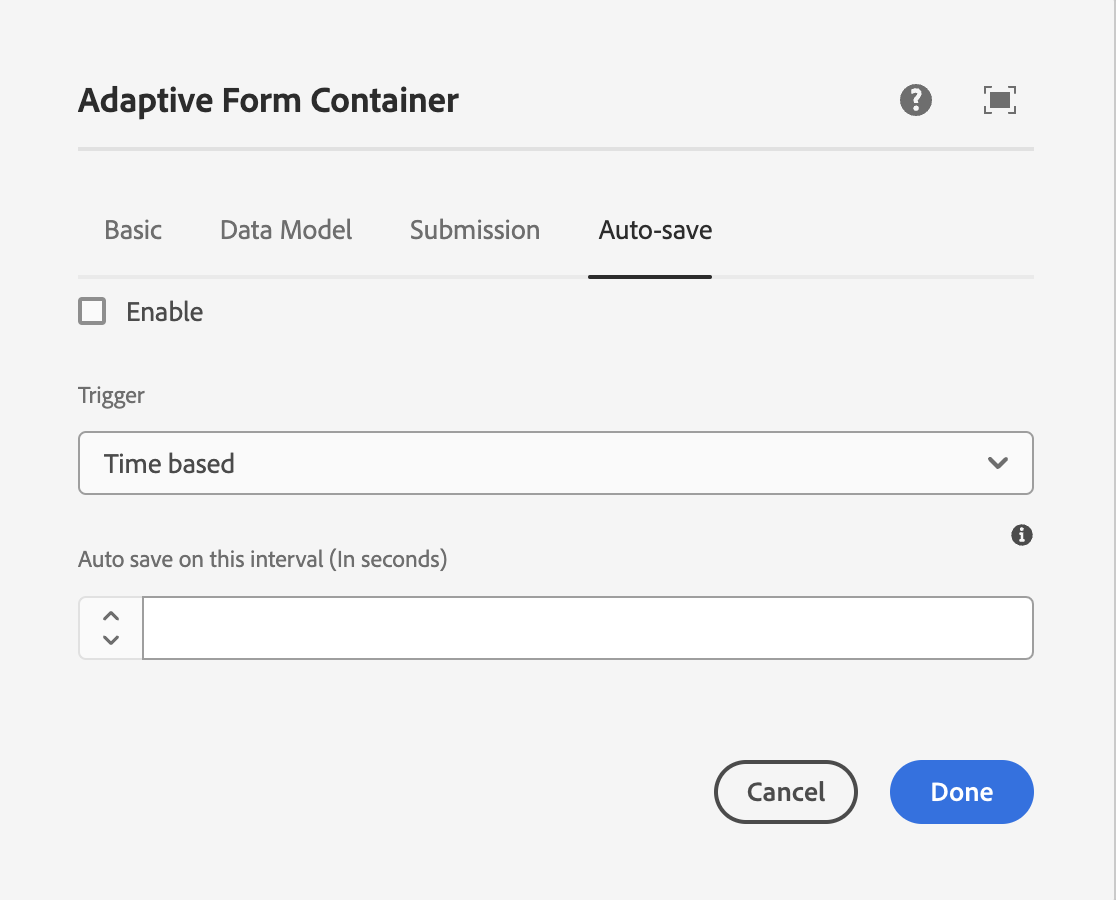 Adaptive Form Container
Basic Data Model Submission Auto-save
Enable
Trigger
Time based
Auto save on this interval (In seconds)
Cancel Done